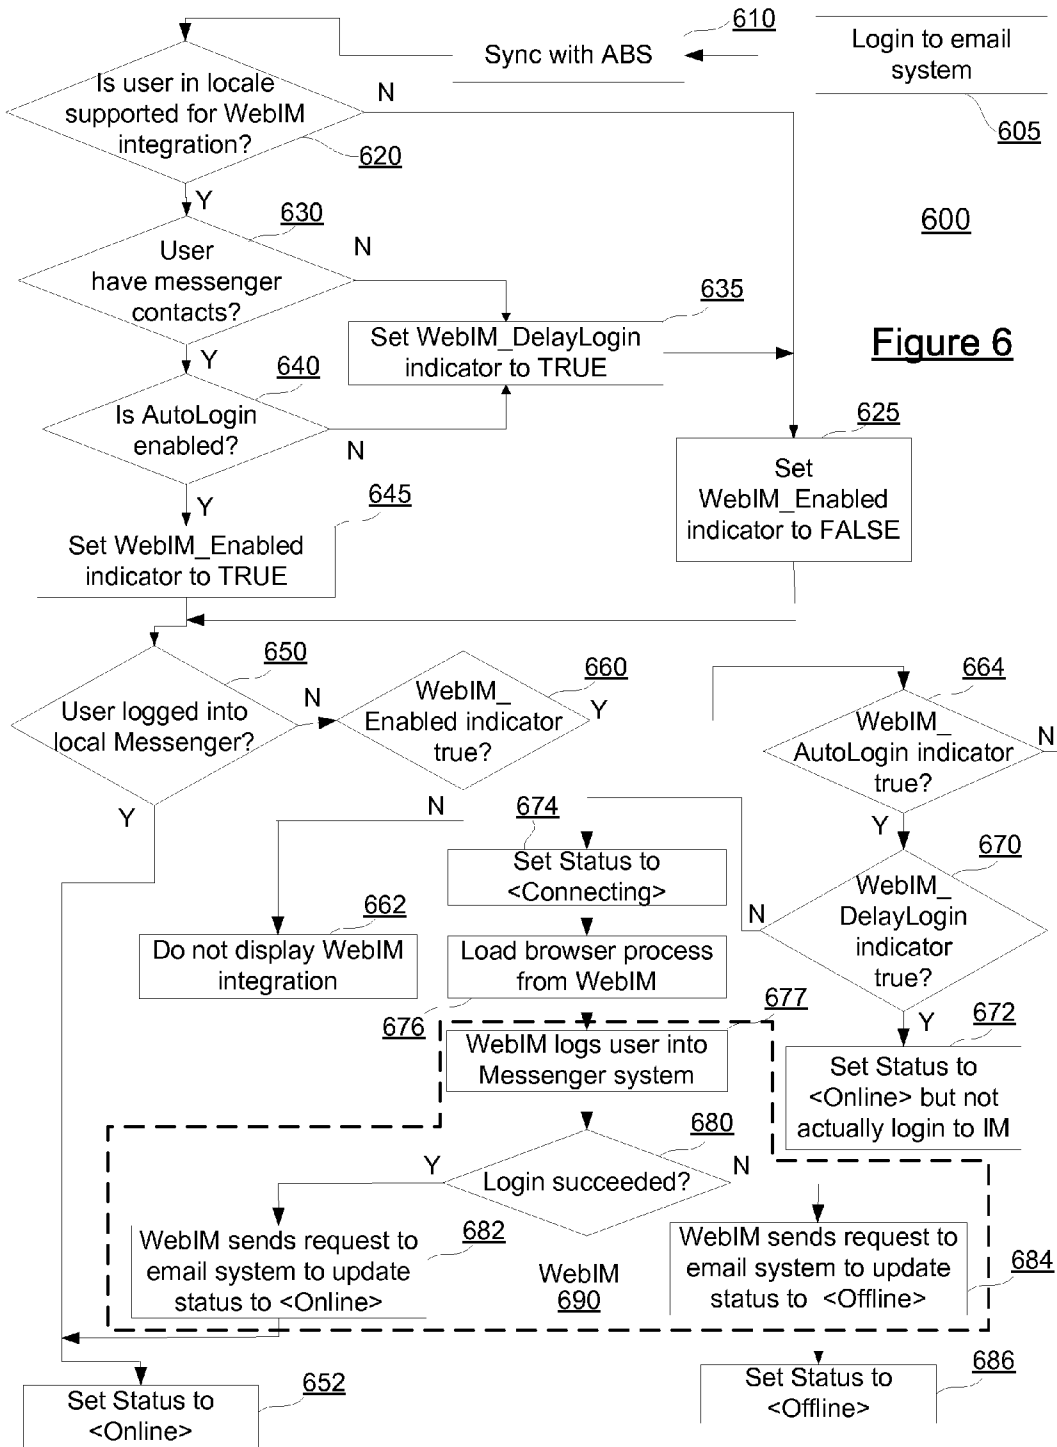 610
Sync with ABS
Login to email
system
605
Is user in locale
supported for WebIM
integration?
N
620
Y
600
630
User
have messenger
contacts?
N
635
Set WebIM_DelayLogin
indicator to TRUE
Figure 6
Y
640
Is AutoLogin
enabled?
N
625
Set
WebIM_Enabled
indicator to FALSE
Y
645
Set WebIM_Enabled
indicator to TRUE
650
User logged into
local Messenger?
N
660
WebIM_
Enabled indicator
true?
Y
664
WebIM_
AutoLogin indicator
true?
N
Y
N
674
Set Status to
<Connecting>
Y
670
WebIM_
DelayLogin
indicator
true?
N
662
Do not display WebIM
integration
Load browser process
from WebIM
676
677
Y
672
WebIM logs user into
Messenger system
Set Status to
<Online> but not
actually login to IM
680
Y
Login succeeded?
N
682
WebIM sends request to
email system to update
status to <Online>
WebIM
690
WebIM sends request to
email system to update
status to <Offline>
684
652
Set Status to
<Online>
686
Set Status to
<Offline>